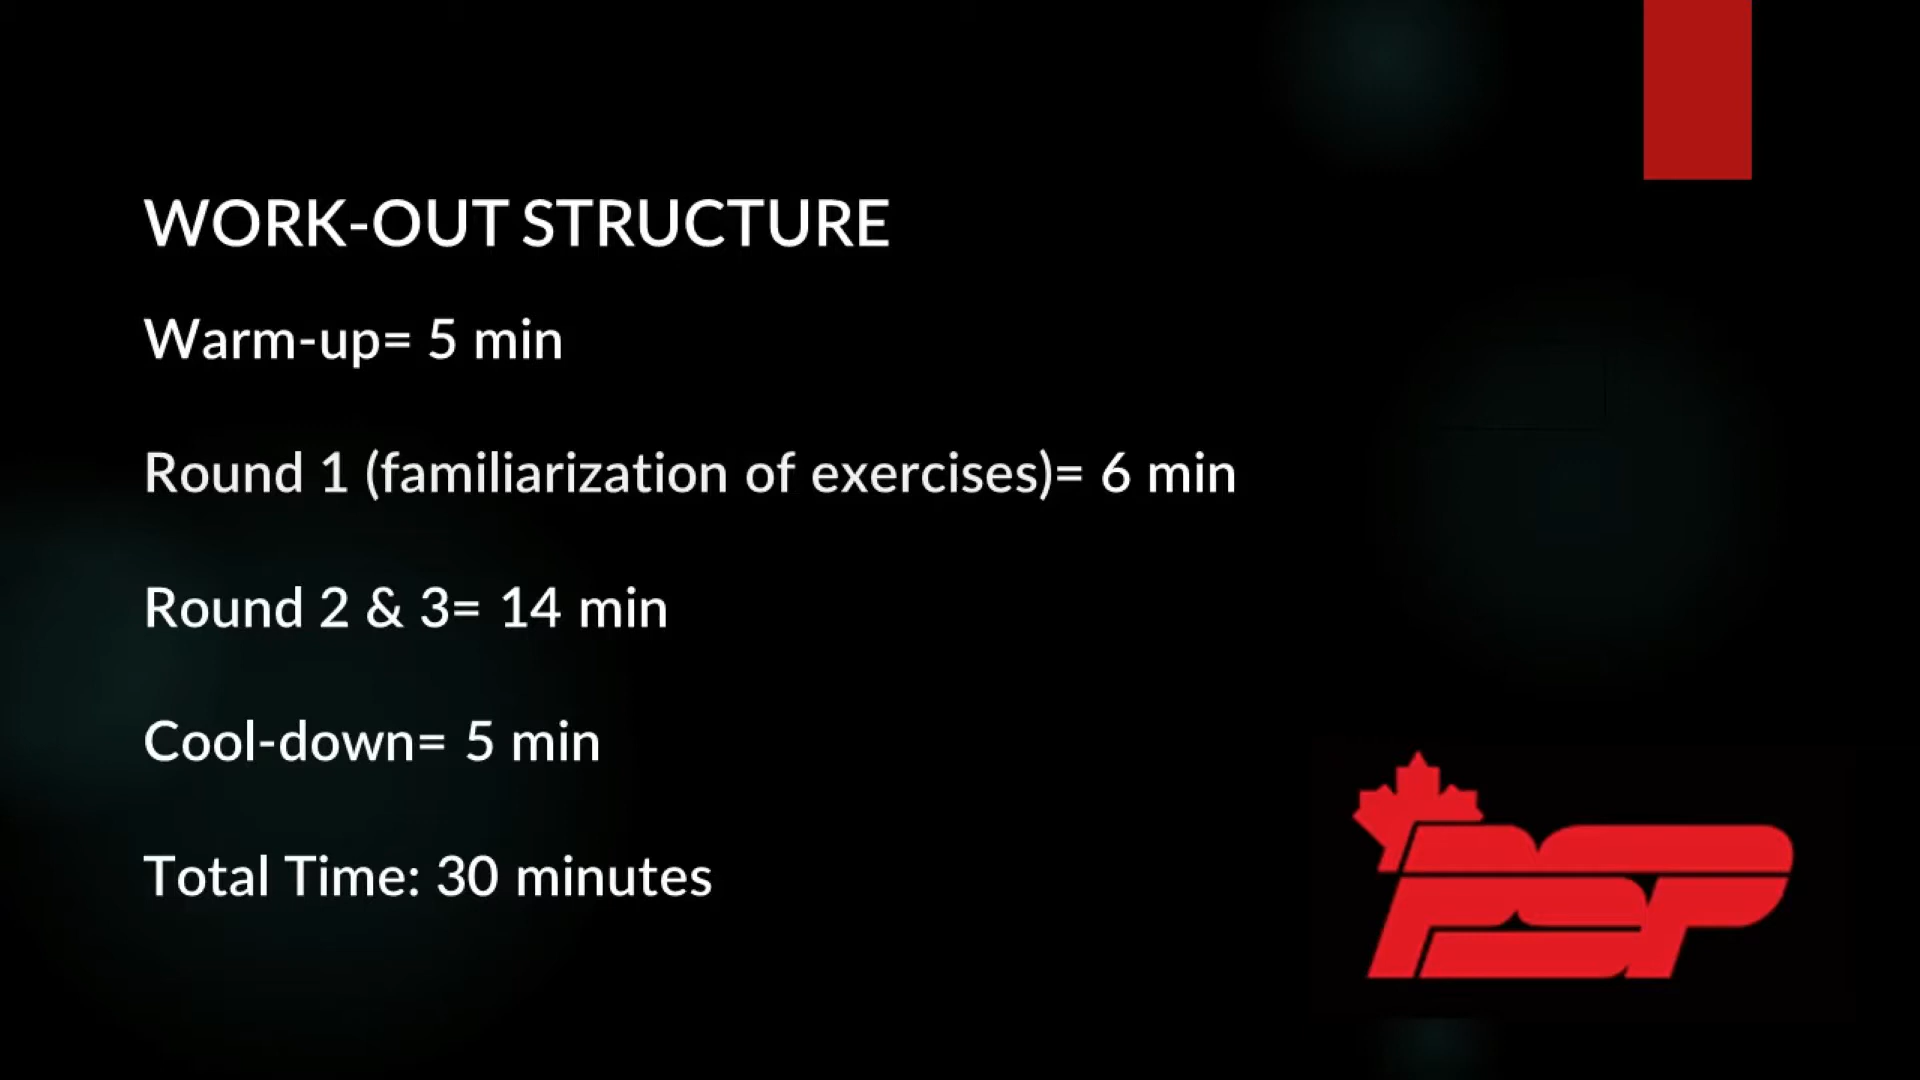 WORK-OUT STRUCTURE
Warm-up= 5 min
Round 1 (familiarization of exercises)= 6 min
Round 2 & 3= 14 min
Cool-down= 5 min
Total Time: 30 minutes
PSP